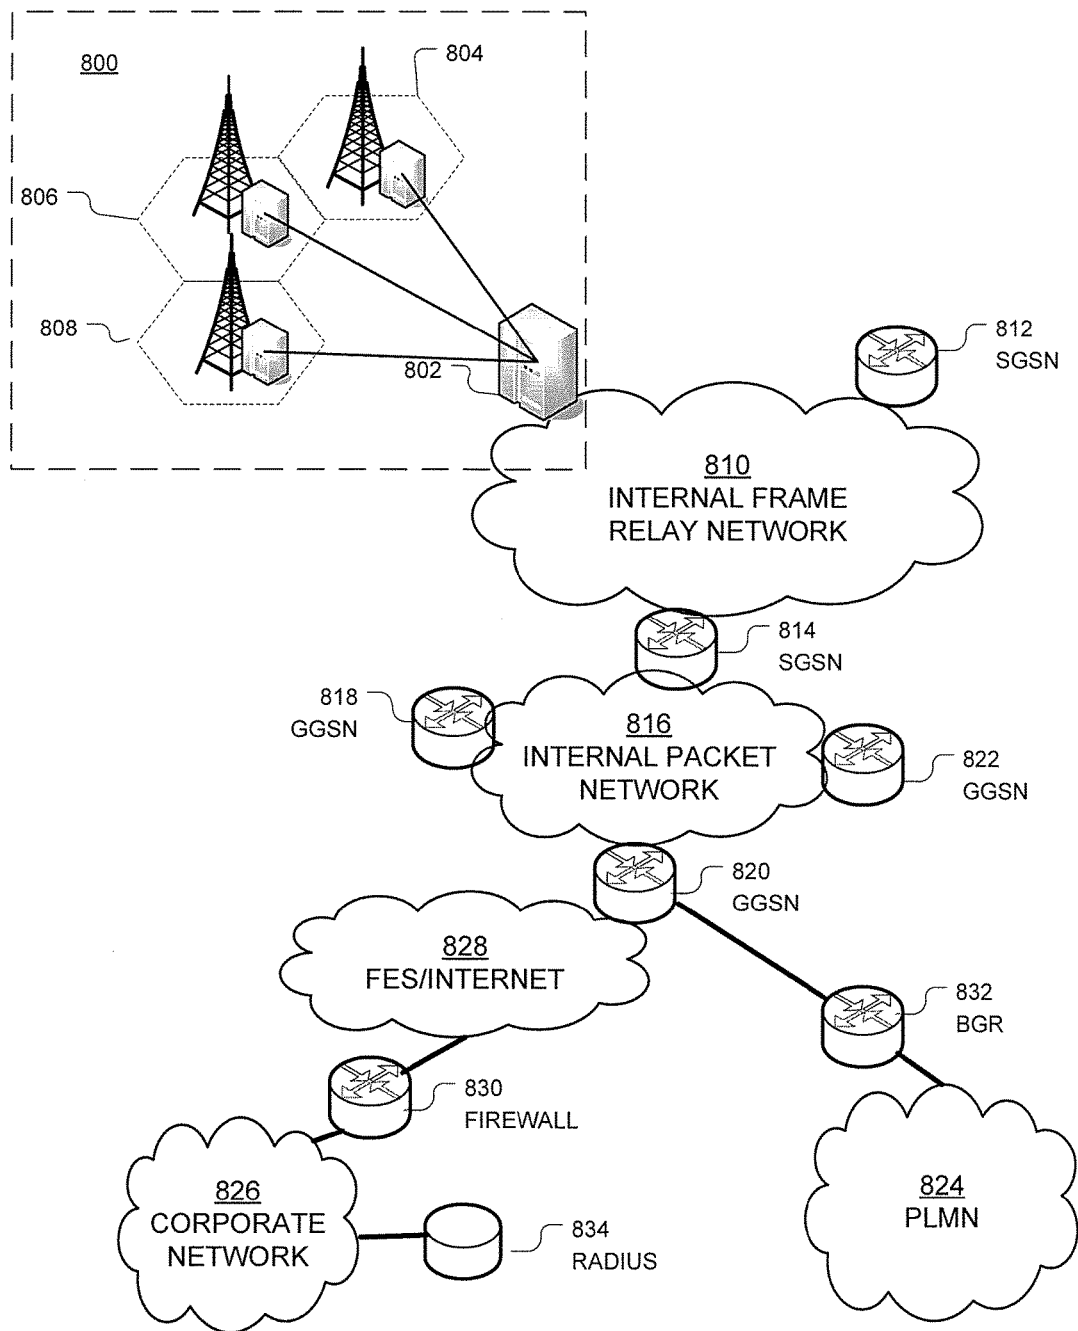 800
804
806
808
802
812
SGSN
810
INTERNAL FRAME
RELAY NETWORK
814
SGSN
818
GGSN
816
INTERNAL PACKET
NETWORK
822
GGSN
820
GGSN
828
FES/INTERNET
832
BGR
830
FIREWALL
826
CORPORATE
NETWORK
834
RADIUS
824
PLMN